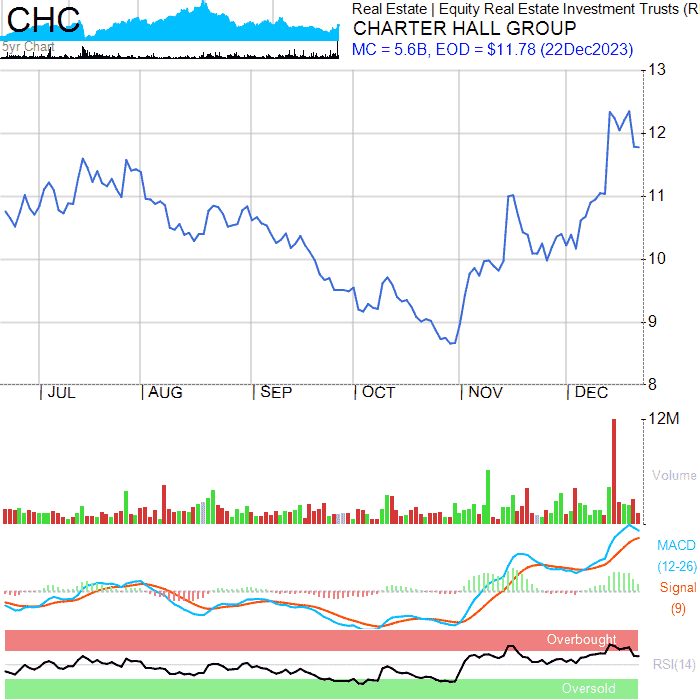 CHC
5yr Chart
Real Estate | Equity Real Estate Investment Trusts (R
CHARTER HALL GROUP
MC = 5.6B, EOD = $11.78 (22Dec2023)
13
12
11
10
9
8
| JUL | AUG | SEP | OCT | NOV | DEC
12M
Volume
MACD
(12-26)
Signal
(9)
Overbought
RSI(14)
Oversold